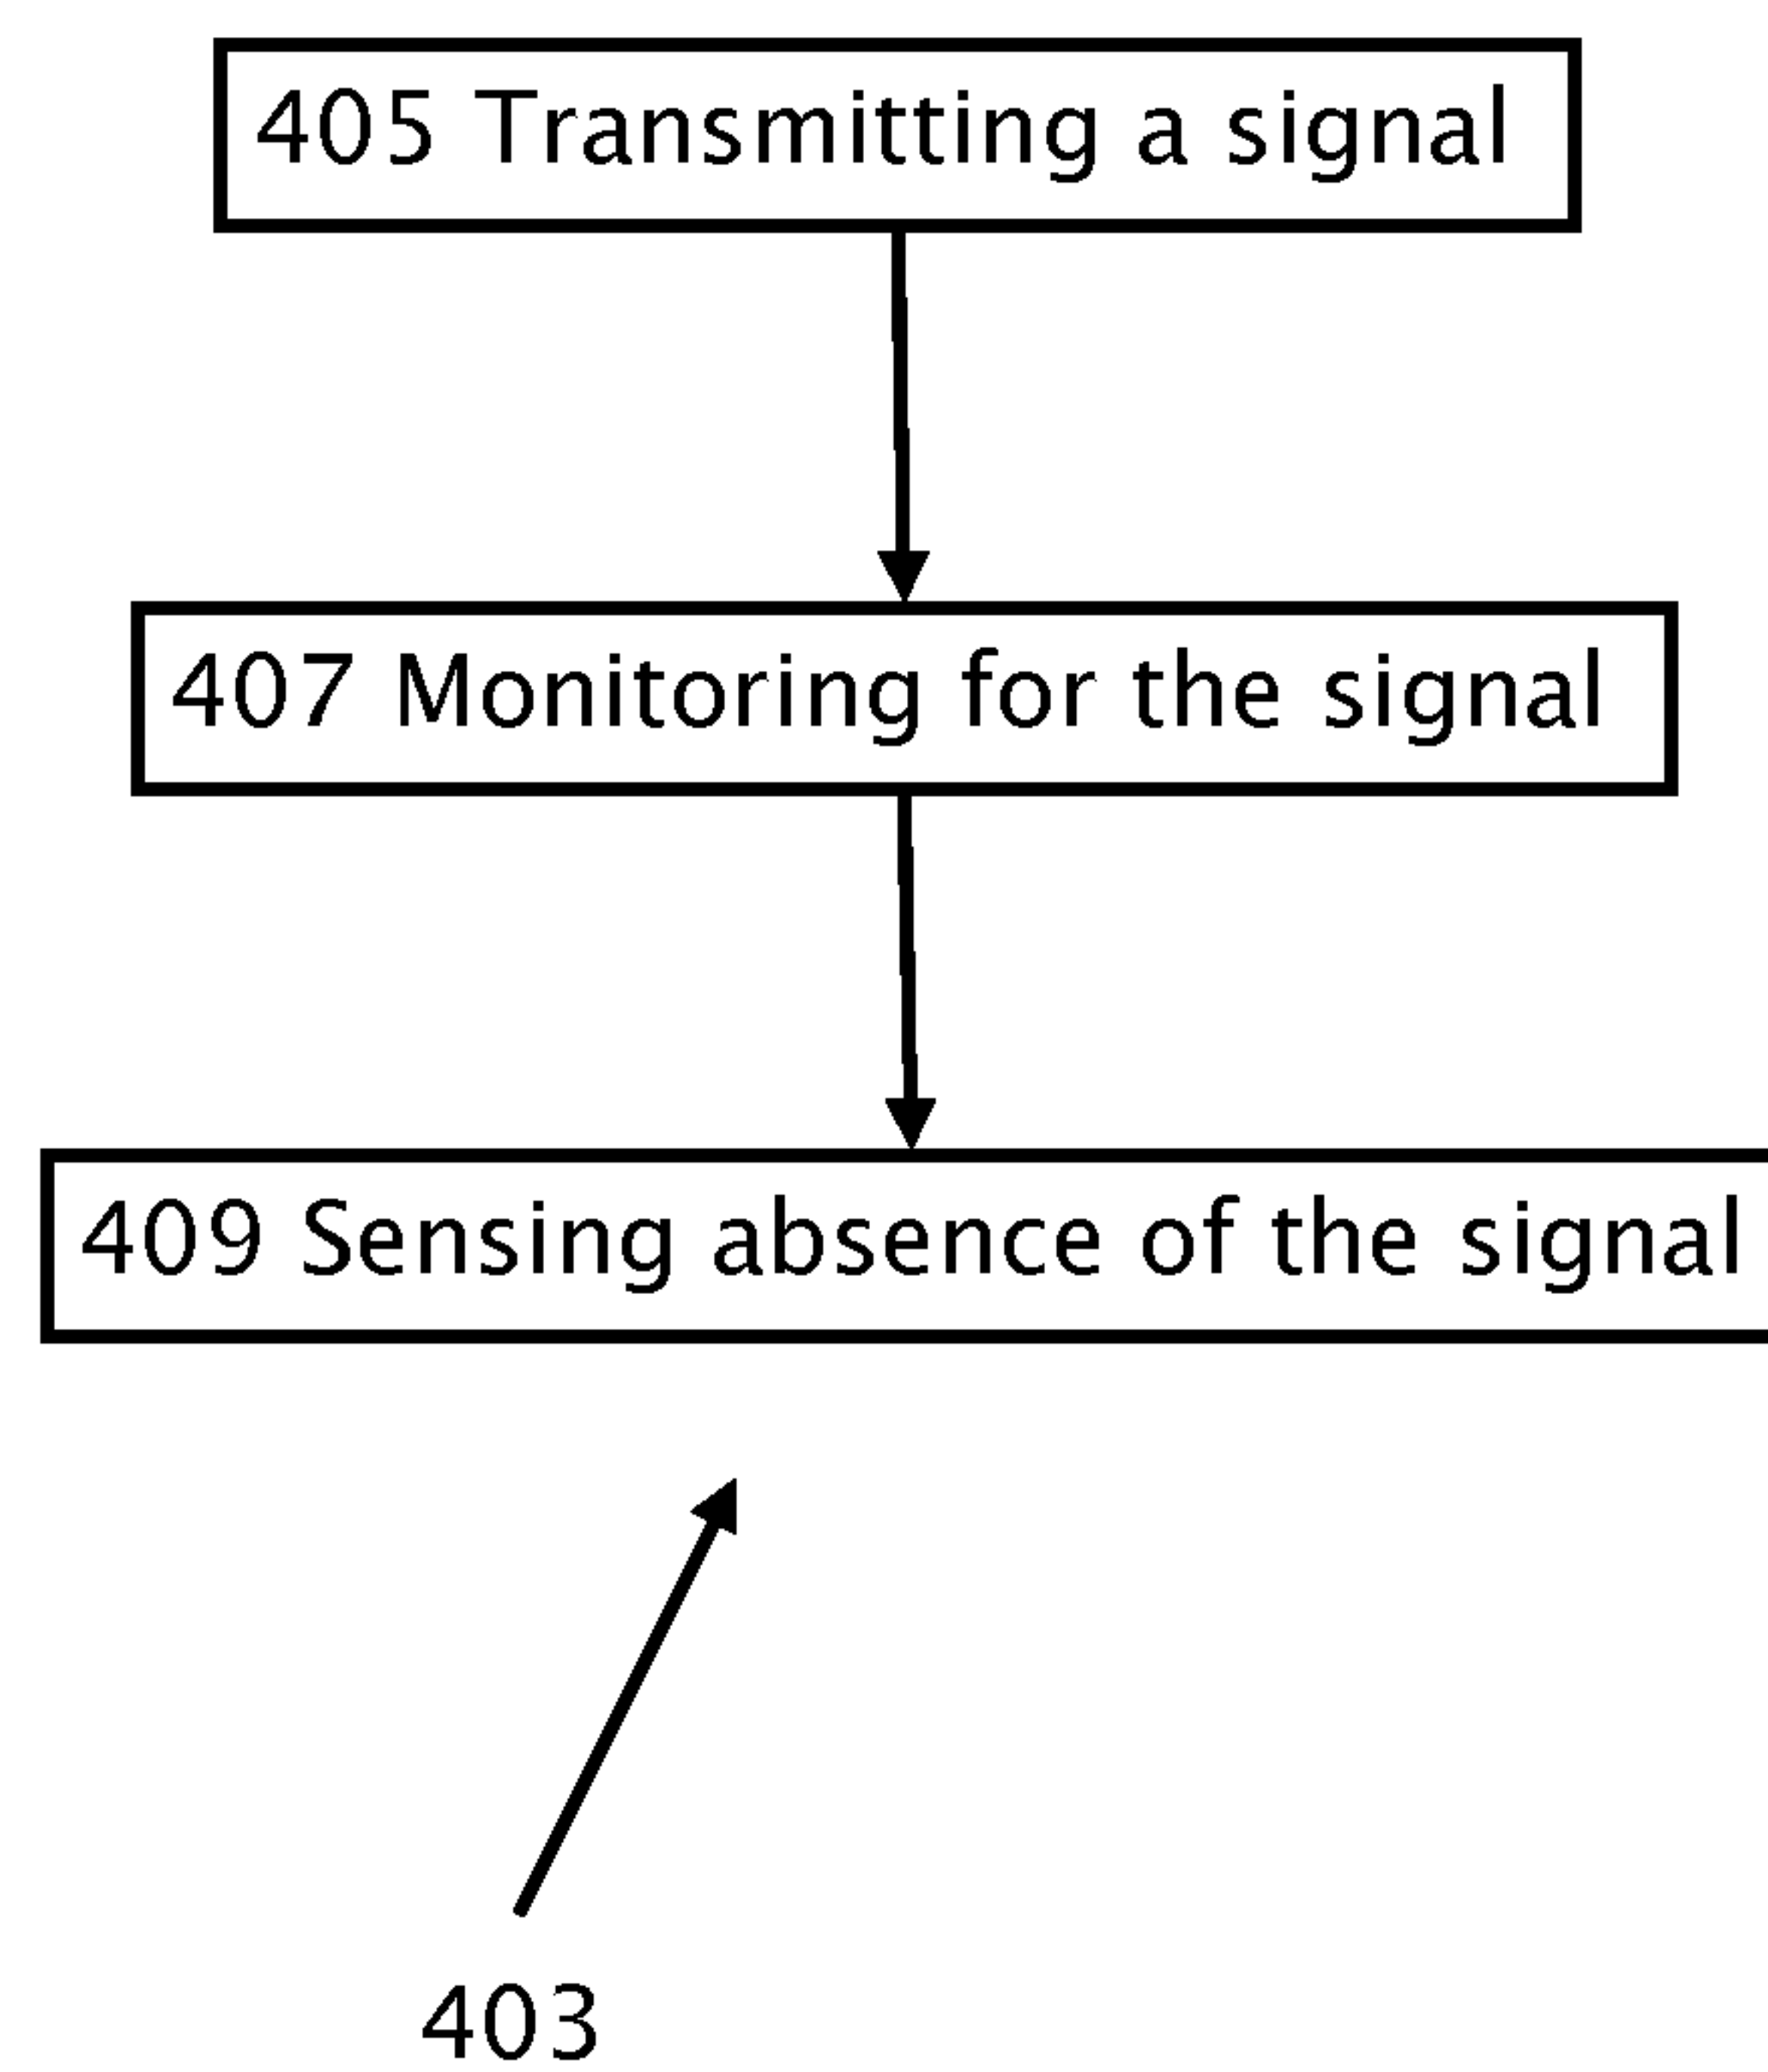 405 Transmitting a signal
407 Monitoring for the signal
409 Sensing absence of the signal
403